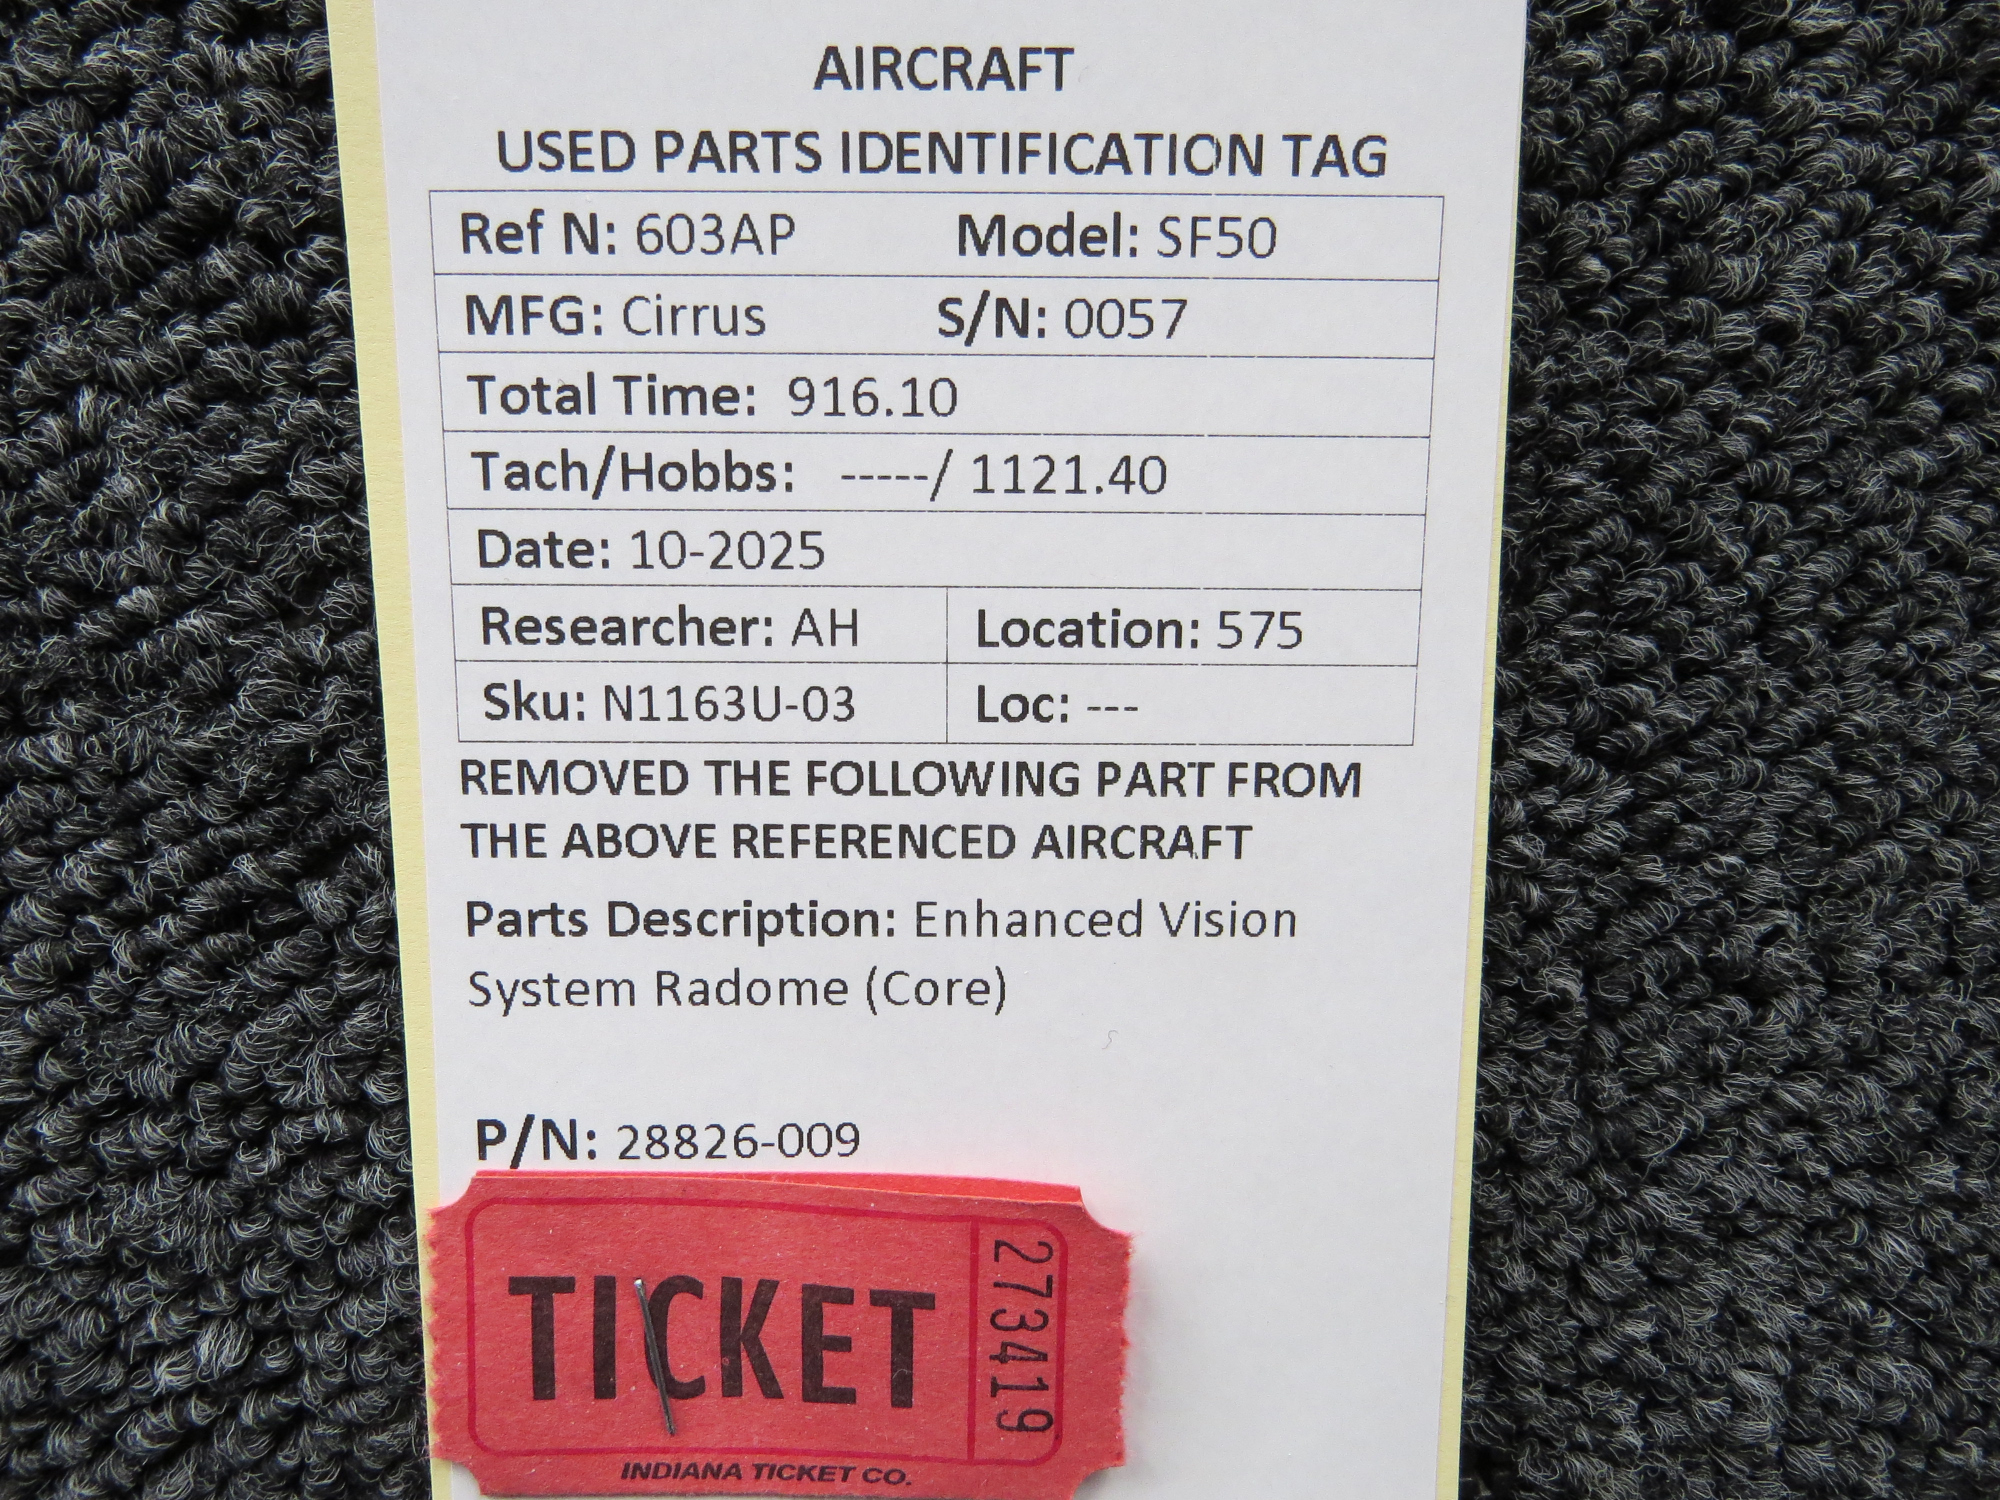 AIRCRAFT
USED PARTS IDENTIFICATION TAG
Ref N: 603AP Model: SF50
MFG: Cirrus S/N: 0057
Total Time: 916.10
Tach/Hobbs: -----/ 1121.40
Date: 10-2025
Researcher: AH Location: 575
Sku: N1163U-03 Loc: ---
REMOVED THE FOLLOWING PART FROM
THE ABOVE REFERENCED AIRCRAFT
Parts Description: Enhanced Vision
System Radome (Core)
P/N: 28826-009
TICKET
273419
INDIANA TICKET CO.